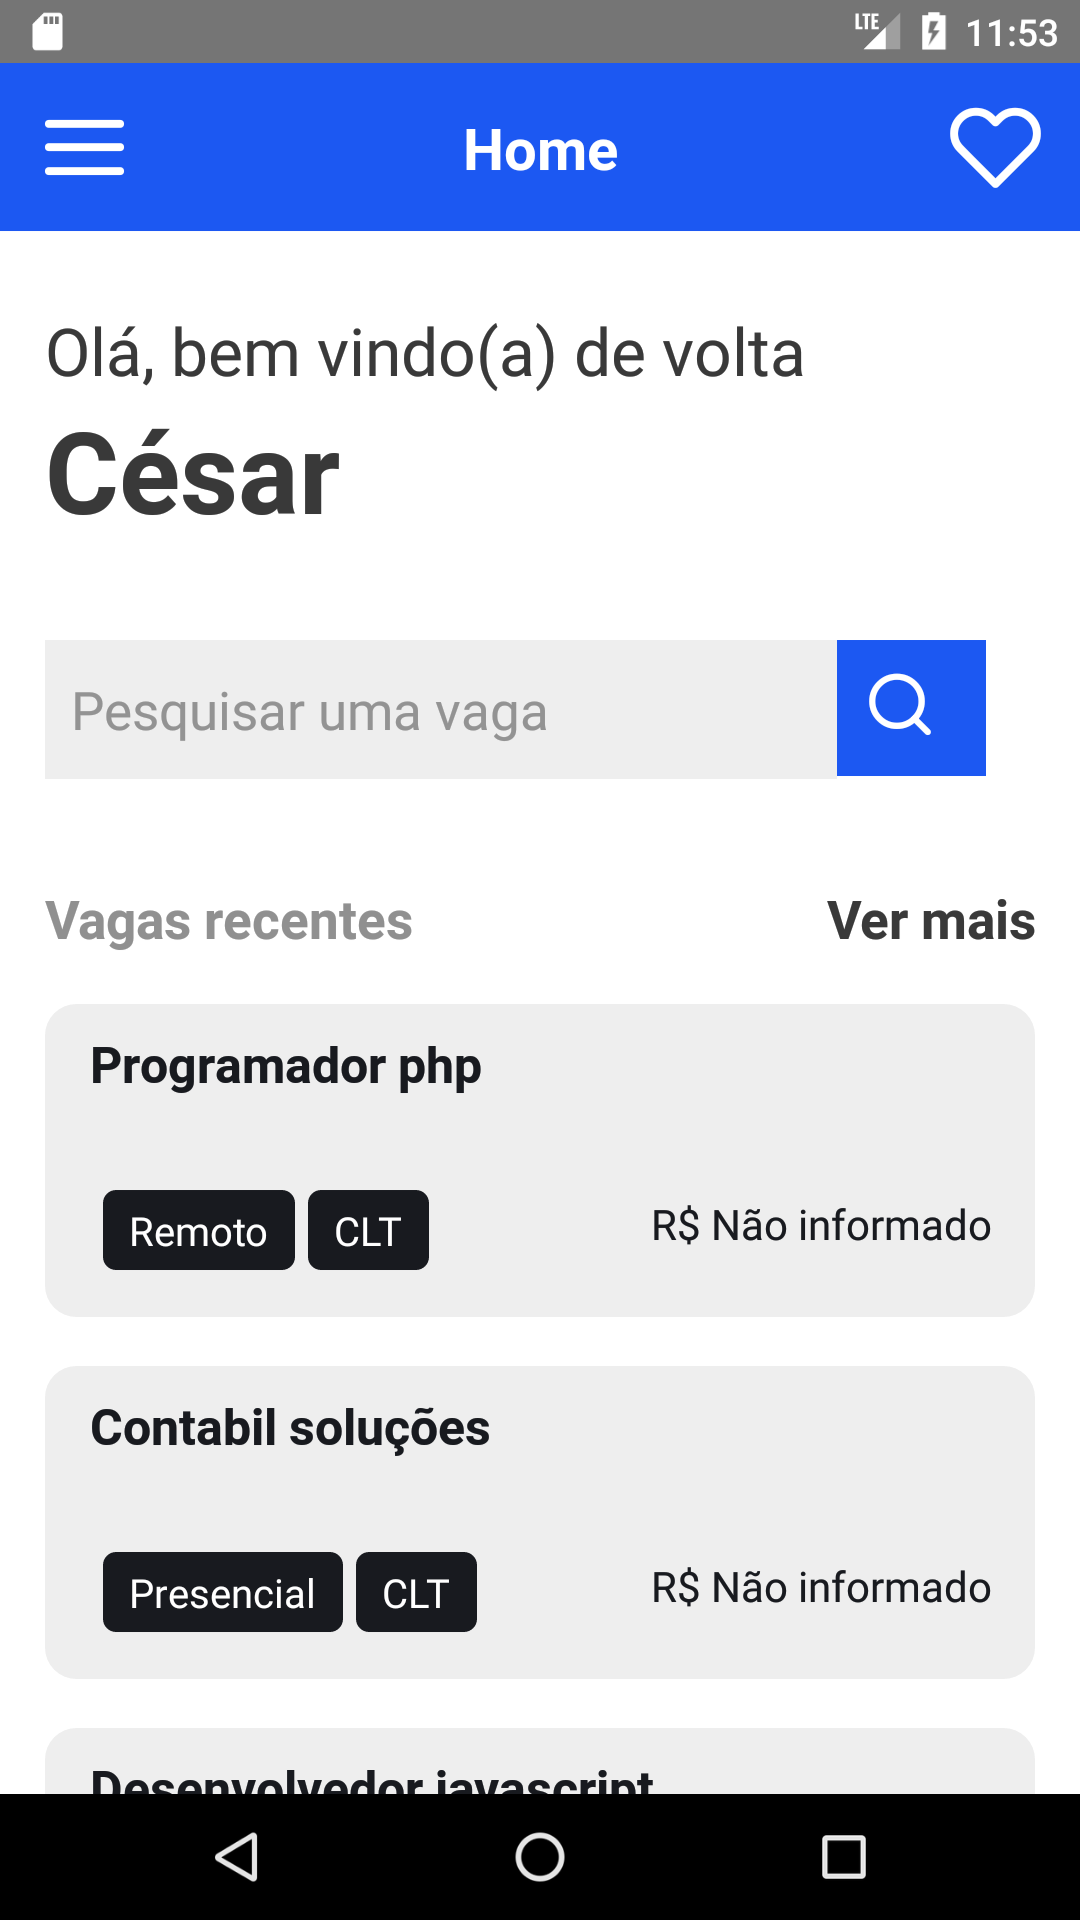 LTE 11:53
Home
Olá, bem vindo(a) de volta
César
Pesquisar uma vaga
Vagas recentes Ver mais
Programador php
Remoto CLT R$ Não informado
Contabil soluções
Presencial CLT R$ Não informado
Desenvolvedor javascript